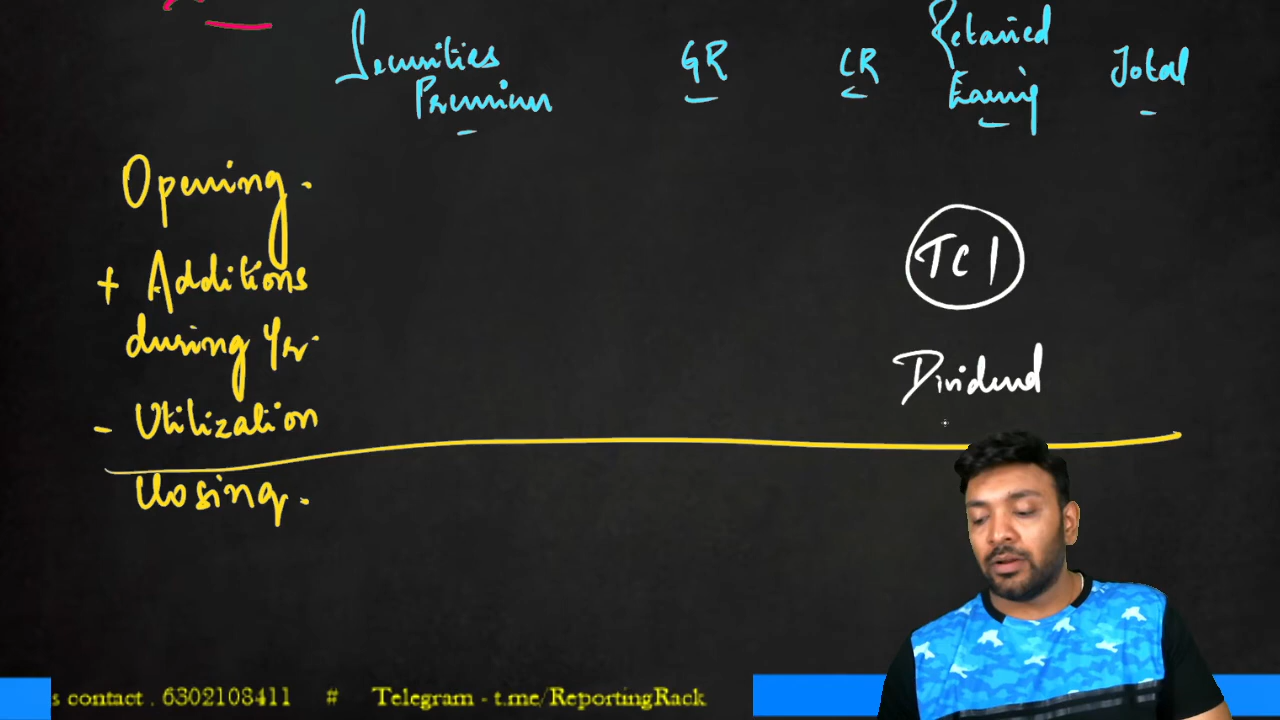 Securities
Premium
GR
CR
Retained
Earning
Total
Opening.
+ Additions
during Yr.
- Utilization
Closing.
TCI
Dividend
s contact . 6302108411 # Telegram - t.me/ReportingRack